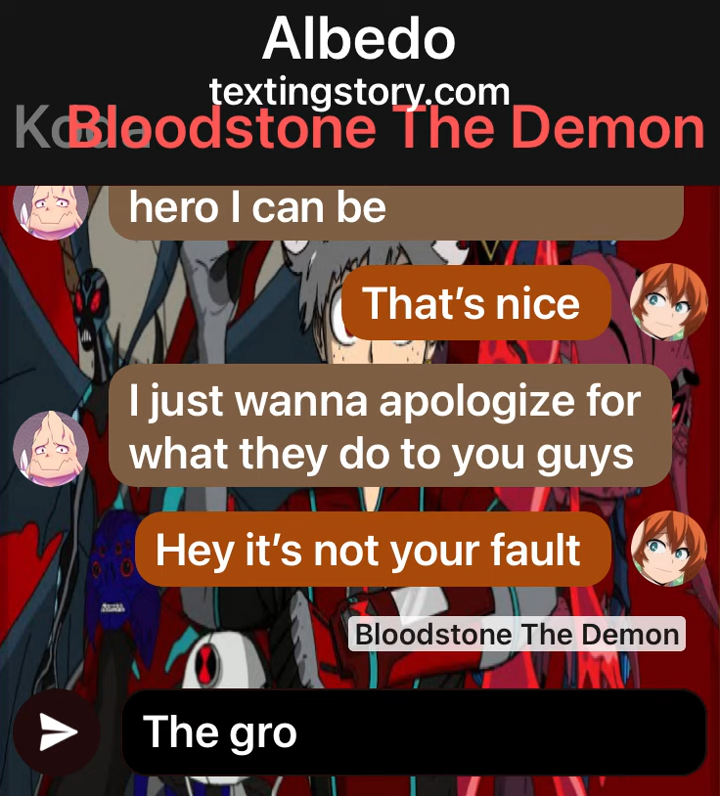 Albedo
textingstory.com
Bloodstone The Demon
hero I can be
That's nice
I just wanna apologize for
what they do to you guys
Hey it's not your fault
Bloodstone The Demon
The gro